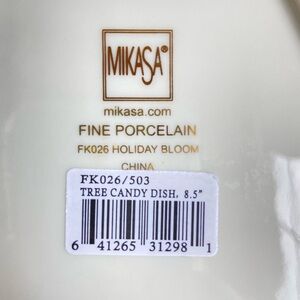 MIKASA®
mikasa.com
FINE PORCELAIN
FK026 HOLIDAY BLOOM
CHINA
FK026/503
TREE CANDY DISH, 8.5"
6 41265 31298 1